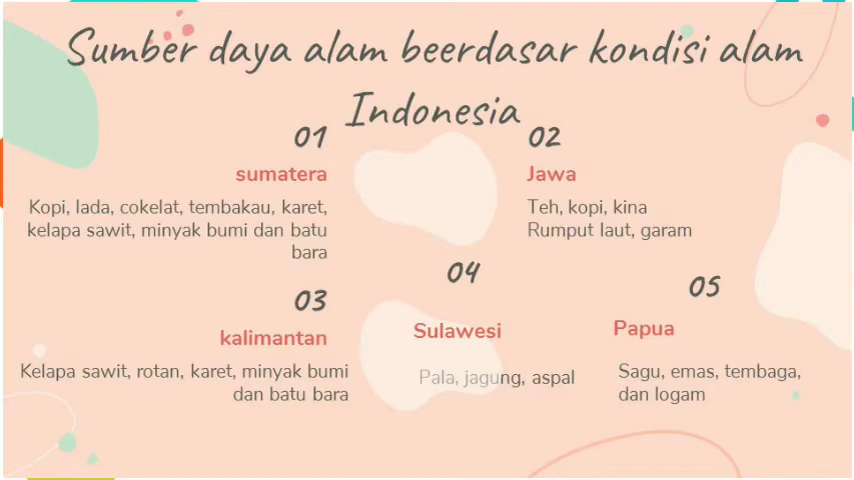 Sumber daya alam beerdasar kondisi alam
Indonesia
01
sumatera
Kopi, lada, cokelat, tembakau, karet,
kelapa sawit, minyak bumi dan batu
bara
02
Jawa
Teh, kopi, kina
Rumput laut, garam
03
kalimantan
Kelapa sawit, rotan, karet, minyak bumi
dan batu bara
04
Sulawesi
Pala, jagung, aspal
05
Papua
Sagu, emas, tembaga,
dan logam